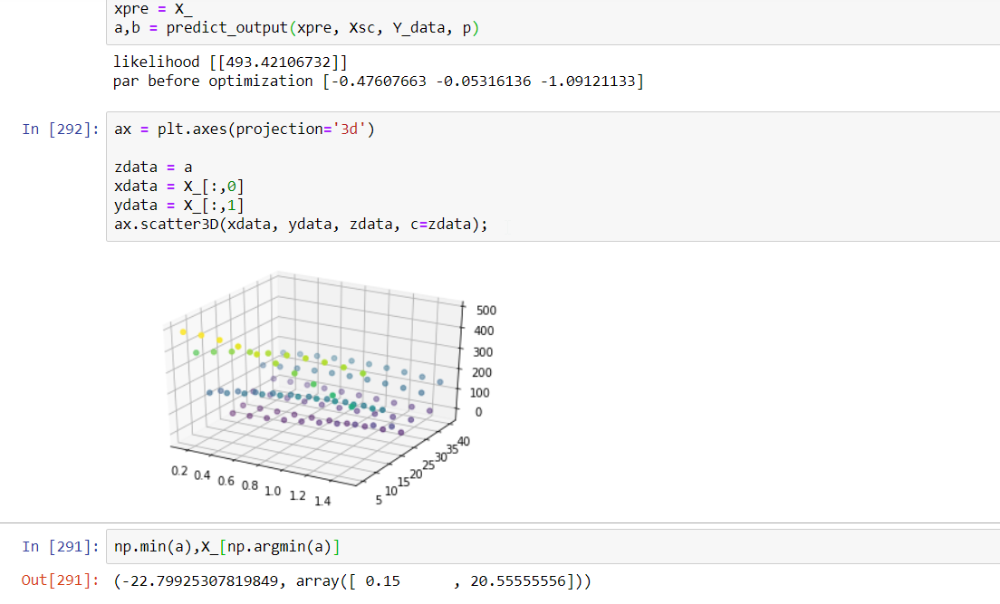 xpre = X_
a,b = predict_output(xpre, Xsc, Y_data, p)
likelihood [[493.42106732]]
par before optimization [-0.47607663 -0.05316136 -1.09121133]
In [292]: ax = plt.axes(projection='3d')
zdata = a
xdata = X_[:,0]
ydata = X_[:,1]
ax.scatter3D(xdata, ydata, zdata, c=zdata);
500
400
300
200
100
0
0.2 0.4 0.6 0.8 1.0 1.2 1.4
5 10 15 20 25 30 35 40
In [291]: np.min(a),X_[np.argmin(a)]
Out[291]: (-22.79925307819849, array([ 0.15      , 20.55555556]))